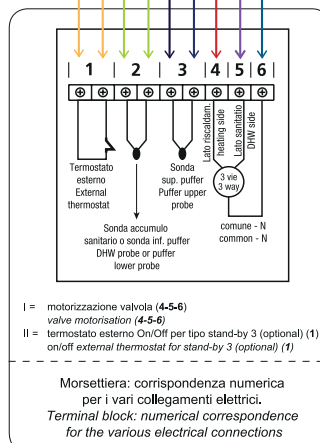 1 2 3 4 5 6
Lato riscaldam.
heating side
Lato sanitatio
DHW side
Termostato
esterno
External
thermostat
Sonda
sup. puffer
Puffer upper
probe
3 vie
3 way
Sonda accumulo
sanitario o sonda inf. puffer
DHW probe or puffer
lower probe
comune - N
common - N
I = motorizzazione valvola (4-5-6)
valve motorisation (4-5-6)
II = termostato esterno On/Off per tipo stand-by 3 (optional) (1)
on/off external thermostat for stand-by 3 (optional) (1)
Morsettiera: corrispondenza numerica
per i vari collegamenti elettrici.
Terminal block: numerical correspondence
for the various electrical connections